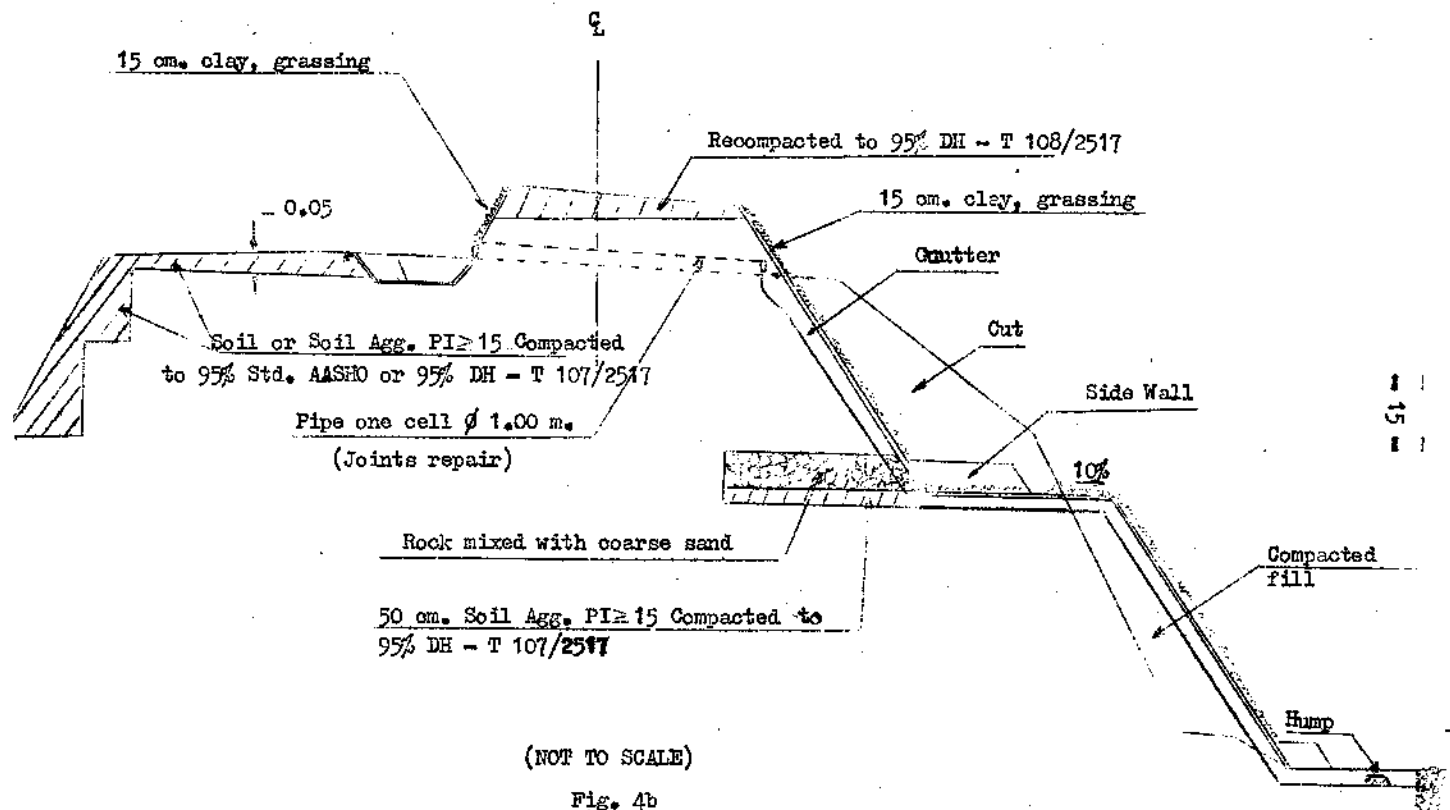 ℄
15 cm. clay, grassing
Recompacted to 95% DH - T 108/2517
- 0.05
15 cm. clay, grassing
Guutter
Cut
Soil or Soil Agg. PI≥15 Compacted
to 95% Std. AASHO or 95% DH - T 107/2517
Side Wall
- 15 -
Pipe one cell ϕ 1.00 m.
(Joints repair)
10%
Rock mixed with coarse sand
Compacted
fill
50 cm. Soil Agg. PI≥15 Compacted to
95% DH - T 107/2517
Hump
(NOT TO SCALE)
Fig. 4b